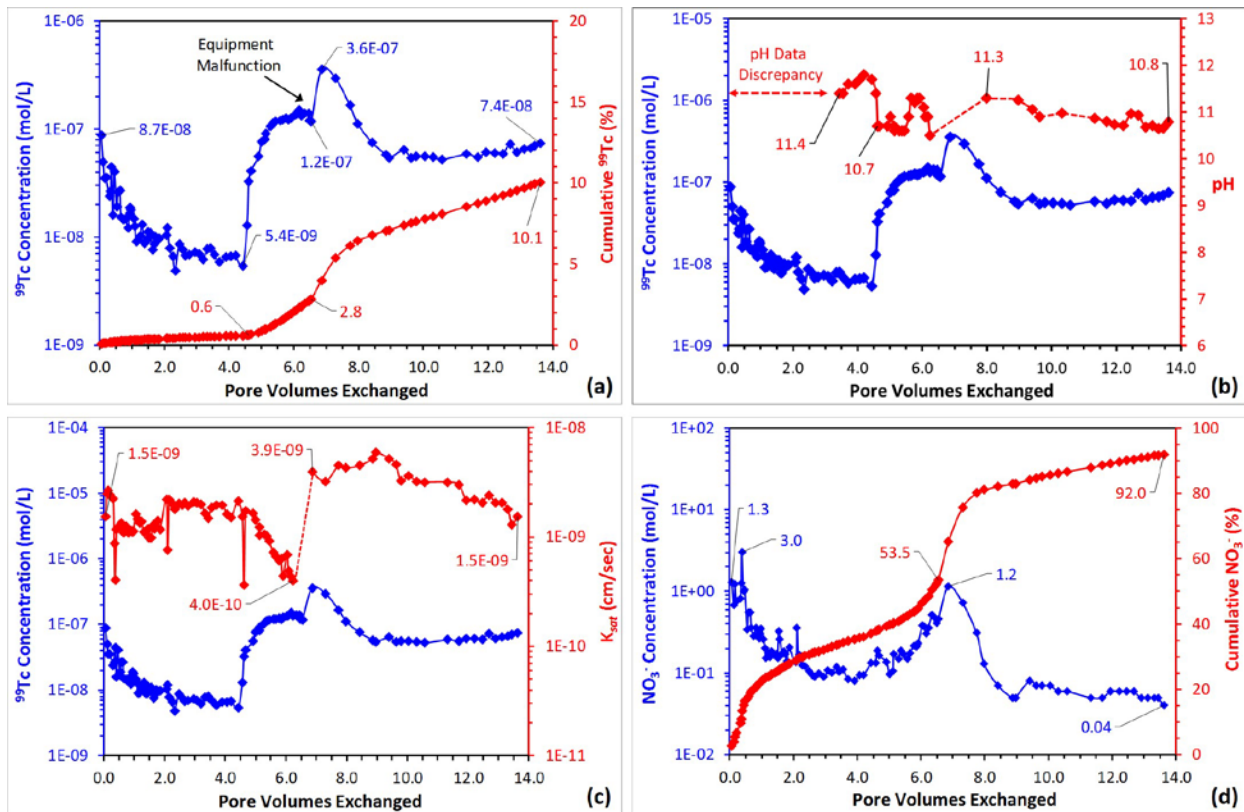 1E-06
1E-07
1E-08
1E-09
⁹⁹Tc Concentration (mol/L)
20
15
10
5
0
Cumulative ⁹⁹Tc (%)
Equipment
Malfunction
3.6E-07
8.7E-08
1.2E-07
7.4E-08
5.4E-09
10.1
0.6
2.8
0.0 2.0 4.0 6.0 8.0 10.0 12.0 14.0
Pore Volumes Exchanged
(a)
1E-05
1E-06
1E-07
1E-08
1E-09
⁹⁹Tc Concentration (mol/L)
13
12
11
10
9
8
7
6
pH
pH Data
Discrepancy
11.3
10.8
11.4
10.7
0.0 2.0 4.0 6.0 8.0 10.0 12.0 14.0
Pore Volumes Exchanged
(b)
1E-04
1E-05
1E-06
1E-07
1E-08
1E-09
⁹⁹Tc Concentration (mol/L)
1E-08
1E-09
1E-10
1E-11
Ksat (cm/sec)
1.5E-09
3.9E-09
4.0E-10
1.5E-09
0.0 2.0 4.0 6.0 8.0 10.0 12.0 14.0
Pore Volumes Exchanged
(c)
1E+02
1E+01
1E+00
1E-01
1E-02
NO₃⁻ Concentration (mol/L)
100
80
60
40
20
0
Cumulative NO₃⁻ (%)
1.3
3.0
53.5
1.2
92.0
0.04
0.0 2.0 4.0 6.0 8.0 10.0 12.0 14.0
Pore Volumes Exchanged
(d)